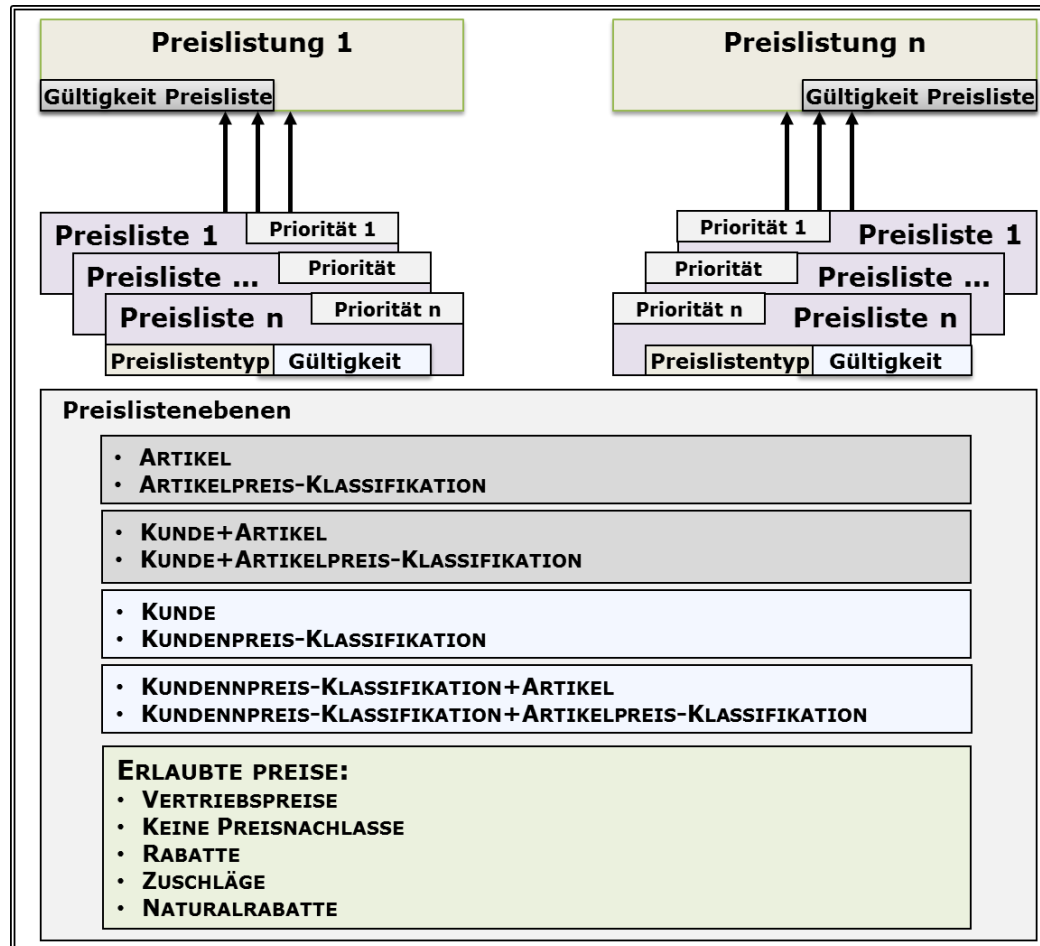 Preislistung 1
Gültigkeit Preisliste
Preislistung n
Gültigkeit Preisliste
Preisliste 1
Priorität 1
Preisliste ...
Priorität
Preisliste n
Priorität n
Preislistentyp
Gültigkeit
Priorität 1
Preisliste 1
Priorität
Preisliste ...
Priorität n
Preisliste n
Preislistentyp
Gültigkeit
Preislistenebenen
• ARTIKEL
• ARTIKELPREIS-KLASSIFIKATION
• KUNDE+ARTIKEL
• KUNDE+ARTIKELPREIS-KLASSIFIKATION
• KUNDE
• KUNDENPREIS-KLASSIFIKATION
• KUNDENNPREIS-KLASSIFIKATION+ARTIKEL
• KUNDENNPREIS-KLASSIFIKATION+ARTIKELPREIS-KLASSIFIKATION
ERLAUBTE PREISE:
• VERTRIEBSPREISE
• KEINE PREISNACHLASSE
• RABATTE
• ZUSCHLÄGE
• NATURALRABATTE